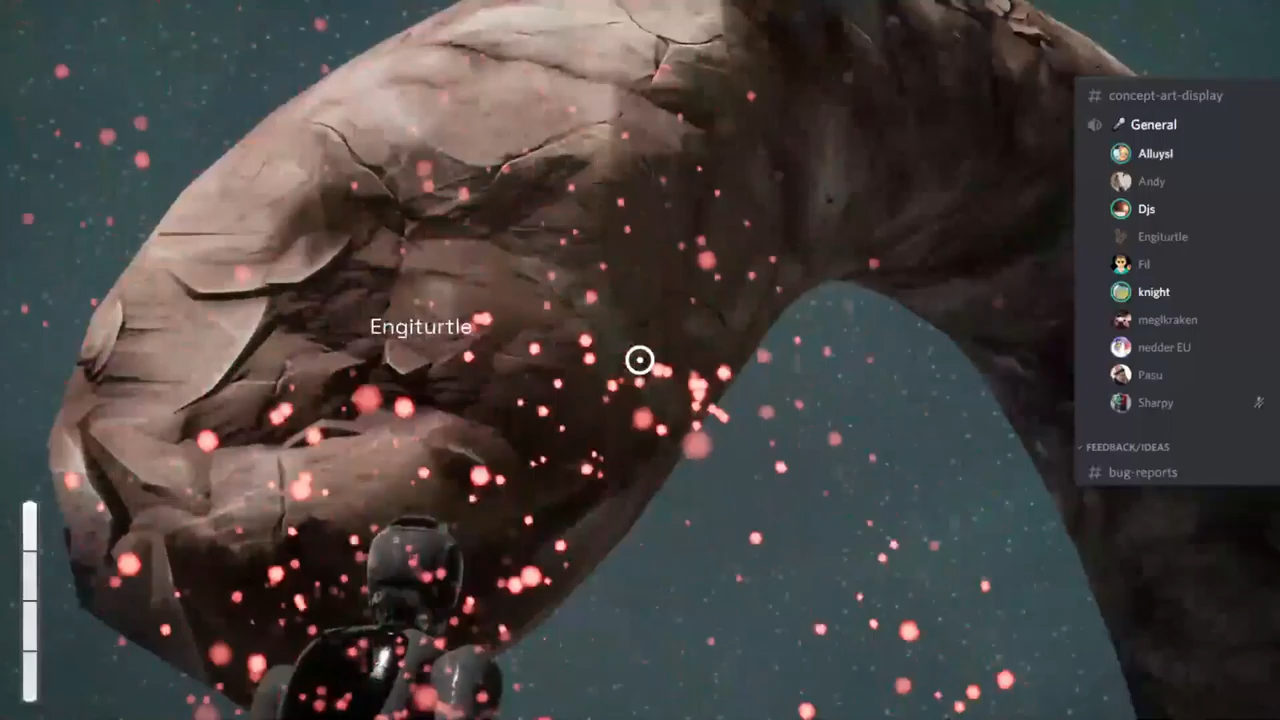 # concept-art-display
General
Alluysl
Andy
Djs
Engiturtle
Fil
knight
meglkraken
nedder EU
Pasu
Sharpy
FEEDBACK/IDEAS
# bug-reports
Engiturtle